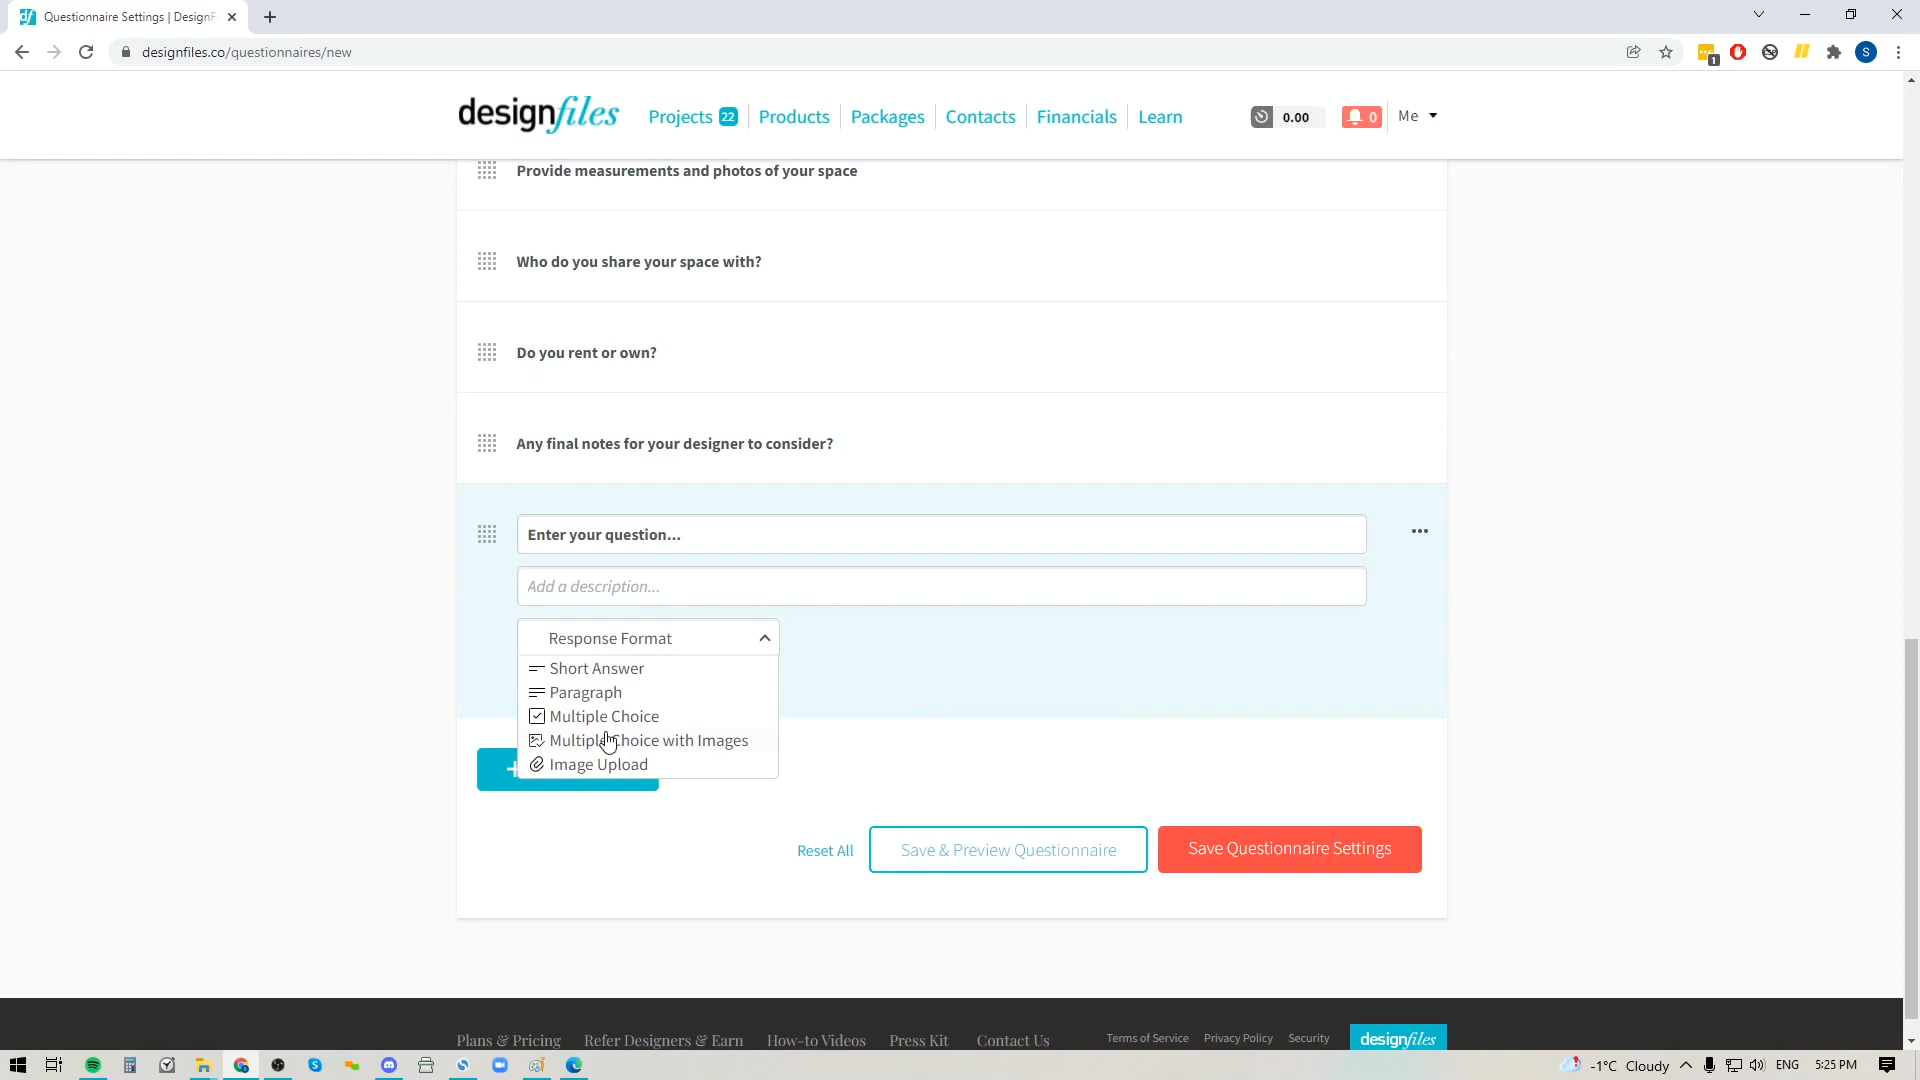 Questionnaire Settings | DesignF
designfiles.co/questionnaires/new
1
S
designfiles
Projects 22
Products
Packages
Contacts
Financials
Learn
0.00
0
Me
Provide measurements and photos of your space
Who do you share your space with?
Do you rent or own?
Any final notes for your designer to consider?
Enter your question...
Add a description...
Response Format
Short Answer
Paragraph
Multiple Choice
Multiple Choice with Images
Image Upload
Reset All
Save & Preview Questionnaire
Save Questionnaire Settings
Plans & Pricing
Refer Designers & Earn
How-to Videos
Press Kit
Contact Us
Terms of Service
Privacy Policy
Security
designfiles
-1°C Cloudy
ENG
5:25 PM